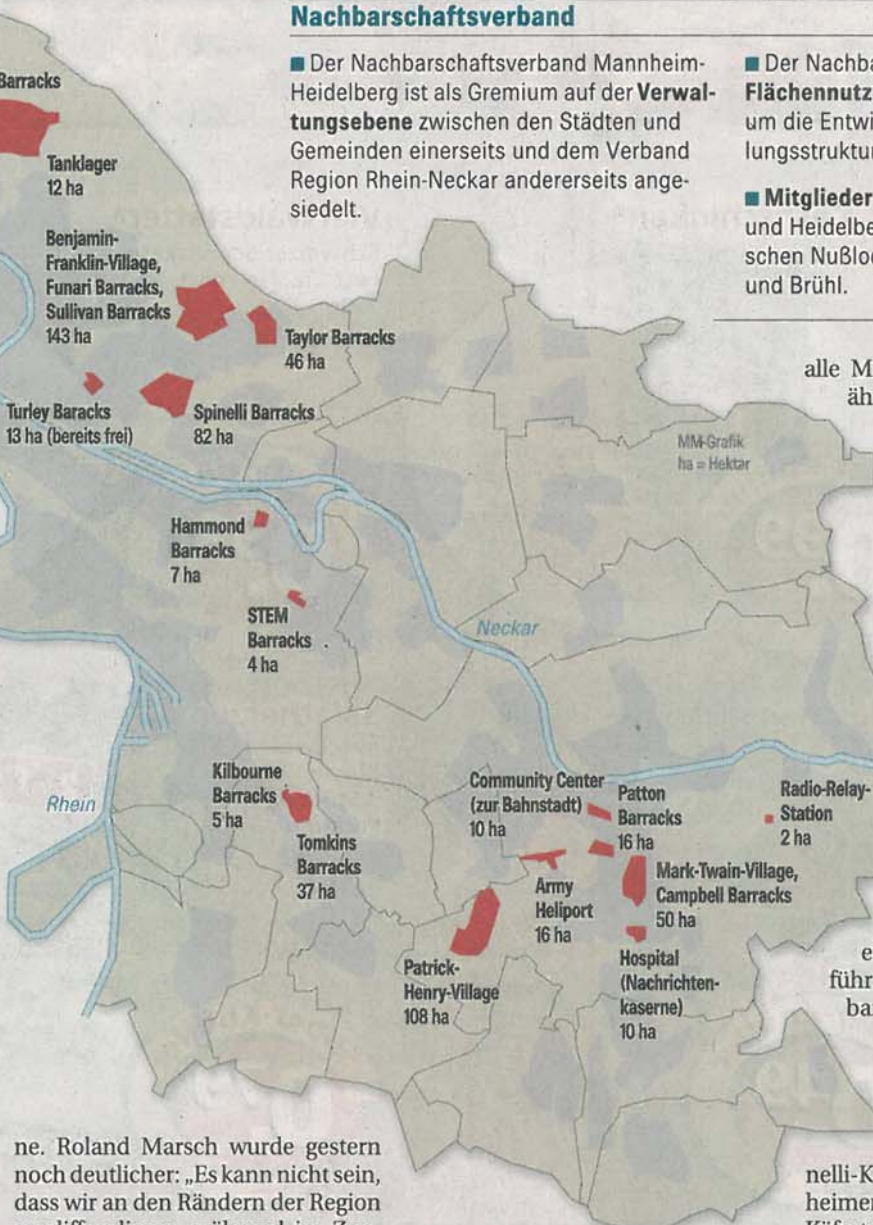 Nachbarschaftsverband
■ Der Nachbarschaftsverband Mannheim-
Heidelberg ist als Gremium auf der Verwal-
tungsebene zwischen den Städten und
Gemeinden einerseits und dem Verband
Region Rhein-Neckar andererseits ange-
siedelt.
■ Der Nachba
Flächennutz
um die Entwi
lungsstruktu
■ Mitglieder
und Heidelbe
schen Nußloc
und Brühl.
Barracks
Tanklager
12 ha
Benjamin-
Franklin-Village,
Funari Barracks,
Sullivan Barracks
143 ha
Taylor Barracks
46 ha
Turley Baracks
13 ha (bereits frei)
Spinelli Barracks
82 ha
alle M
äh
MM-Grafik
ha = Hektar
Hammond
Barracks
7 ha
STEM
Barracks
4 ha
Neckar
Rhein
Kilbourne
Barracks
5 ha
Tomkins
Barracks
37 ha
Community Center
(zur Bahnstadt)
10 ha
Patton
Barracks
16 ha
Radio-Relay-
Station
2 ha
Army
Heliport
16 ha
Mark-Twain-Village,
Campbell Barracks
50 ha
Patrick-
Henry-Village
108 ha
Hospital
(Nachrichten-
kaserne)
10 ha
e
führ
ba
ne. Roland Marsch wurde gestern
noch deutlicher: „Es kann nicht sein,
dass wir an den Rändern der Region
nelli-K
heimer